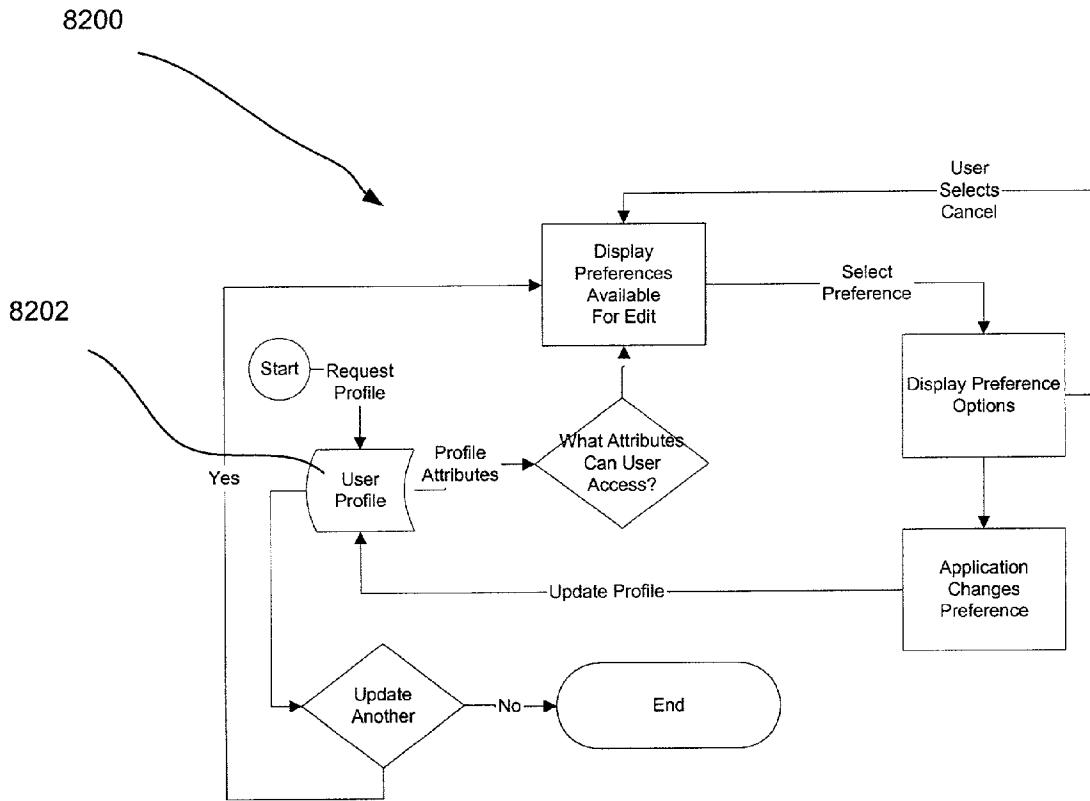 8200
User
Selects
Cancel
Display
Preferences
Available
For Edit
Select
Preference
8202
Start
Request
Profile
Display Preference
Options
What Attributes
Can User
Access?
Profile
Attributes
User
Profile
Yes
Application
Changes
Preference
Update Profile
Update
Another
No
End